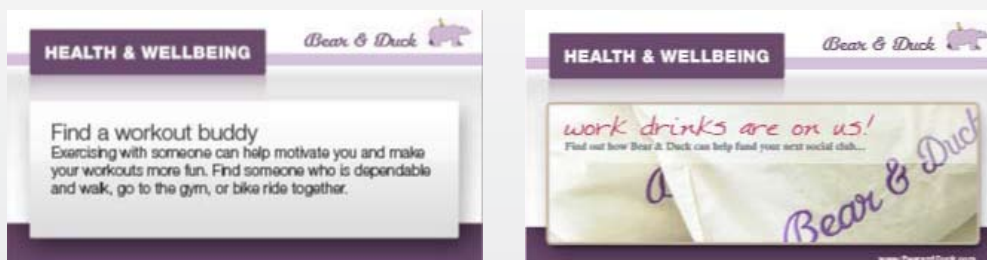 HEALTH & WELLBEING
Bear & Duck
Find a workout buddy
Exercising with someone can help motivate you and make
your workouts more fun. Find someone who is dependable
and walk, go to the gym, or bike ride together.
HEALTH & WELLBEING
Bear & Duck
work drinks are on us!
Find out how Bear & Duck can help fund your next social club...
Bear & Duck